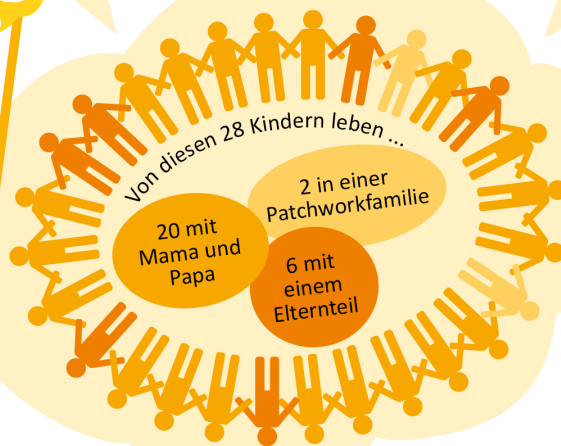 Von diesen 28 Kindern leben ...
2 in einer
Patchworkfamilie
20 mit
Mama und
Papa
6 mit
einem
Elternteil